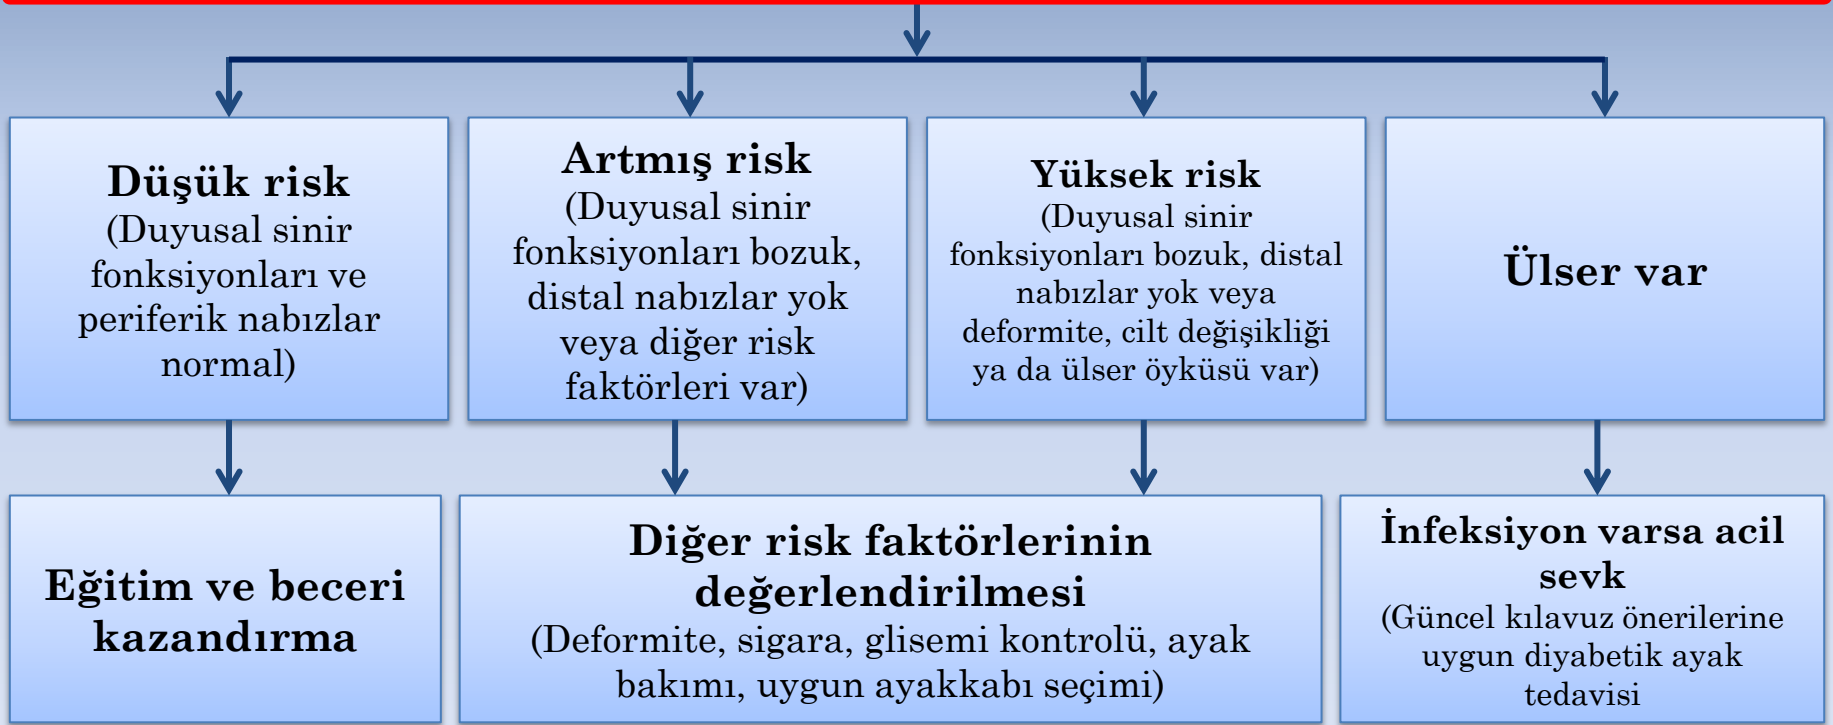 Düşük risk
(Duyusal sinir
fonksiyonları ve
periferik nabızlar
normal)
Artmış risk
(Duyusal sinir
fonksiyonları bozuk,
distal nabızlar yok
veya diğer risk
faktörleri var)
Yüksek risk
(Duyusal sinir
fonksiyonları bozuk, distal
nabızlar yok veya
deformite, cilt değişikliği
ya da ülser öyküsü var)
Ülser var
Eğitim ve beceri
kazandırma
Diğer risk faktörlerinin
değerlendirilmesi
(Deformite, sigara, glisemi kontrolü, ayak
bakımı, uygun ayakkabı seçimi)
İnfeksiyon varsa acil
sevk
(Güncel kılavuz önerilerine
uygun diyabetik ayak
tedavisi